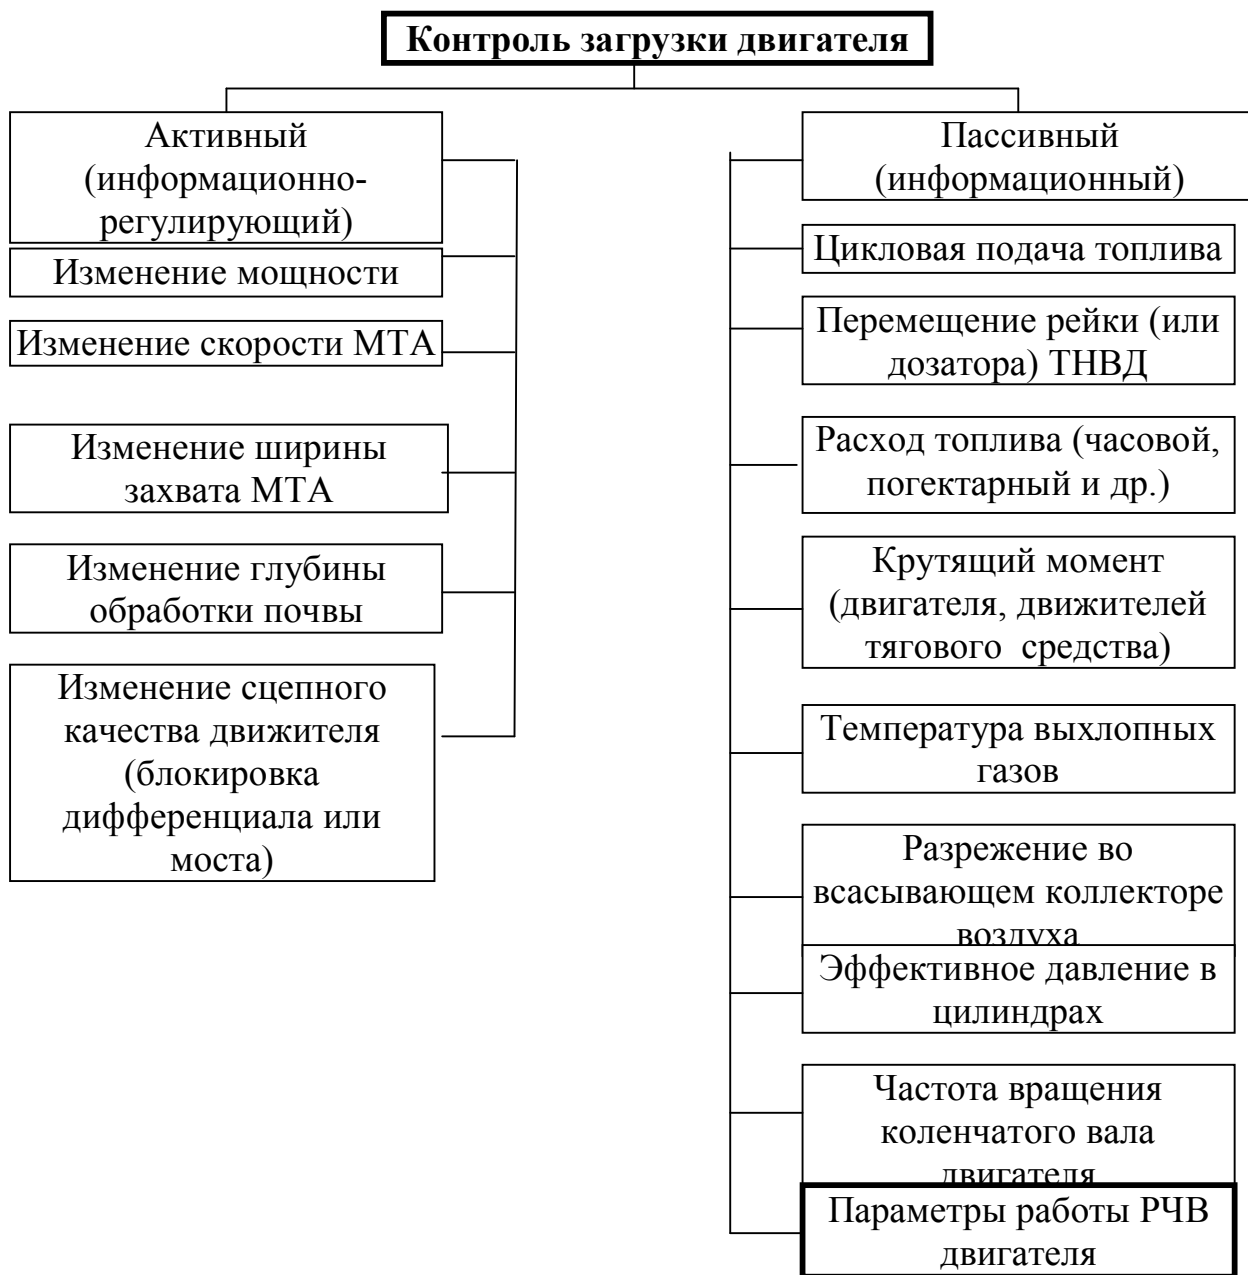 Контроль загрузки двигателя
Активный
(информационно-
регулирующий)
Изменение мощности
Изменение скорости МТА
Изменение ширины
захвата МТА
Изменение глубины
обработки почвы
Изменение сцепного
качества движителя
(блокировка
дифференциала или
моста)
Пассивный
(информационный)
Цикловая подача топлива
Перемещение рейки (или
дозатора) ТНВД
Расход топлива (часовой,
погектарный и др.)
Крутящий момент
(двигателя, движителей
тягового средства)
Температура выхлопных
газов
Разрежение во
всасывающем коллекторе
воздуха
Эффективное давление в
цилиндрах
Частота вращения
коленчатого вала
двигателя
Параметры работы РЧВ
двигателя